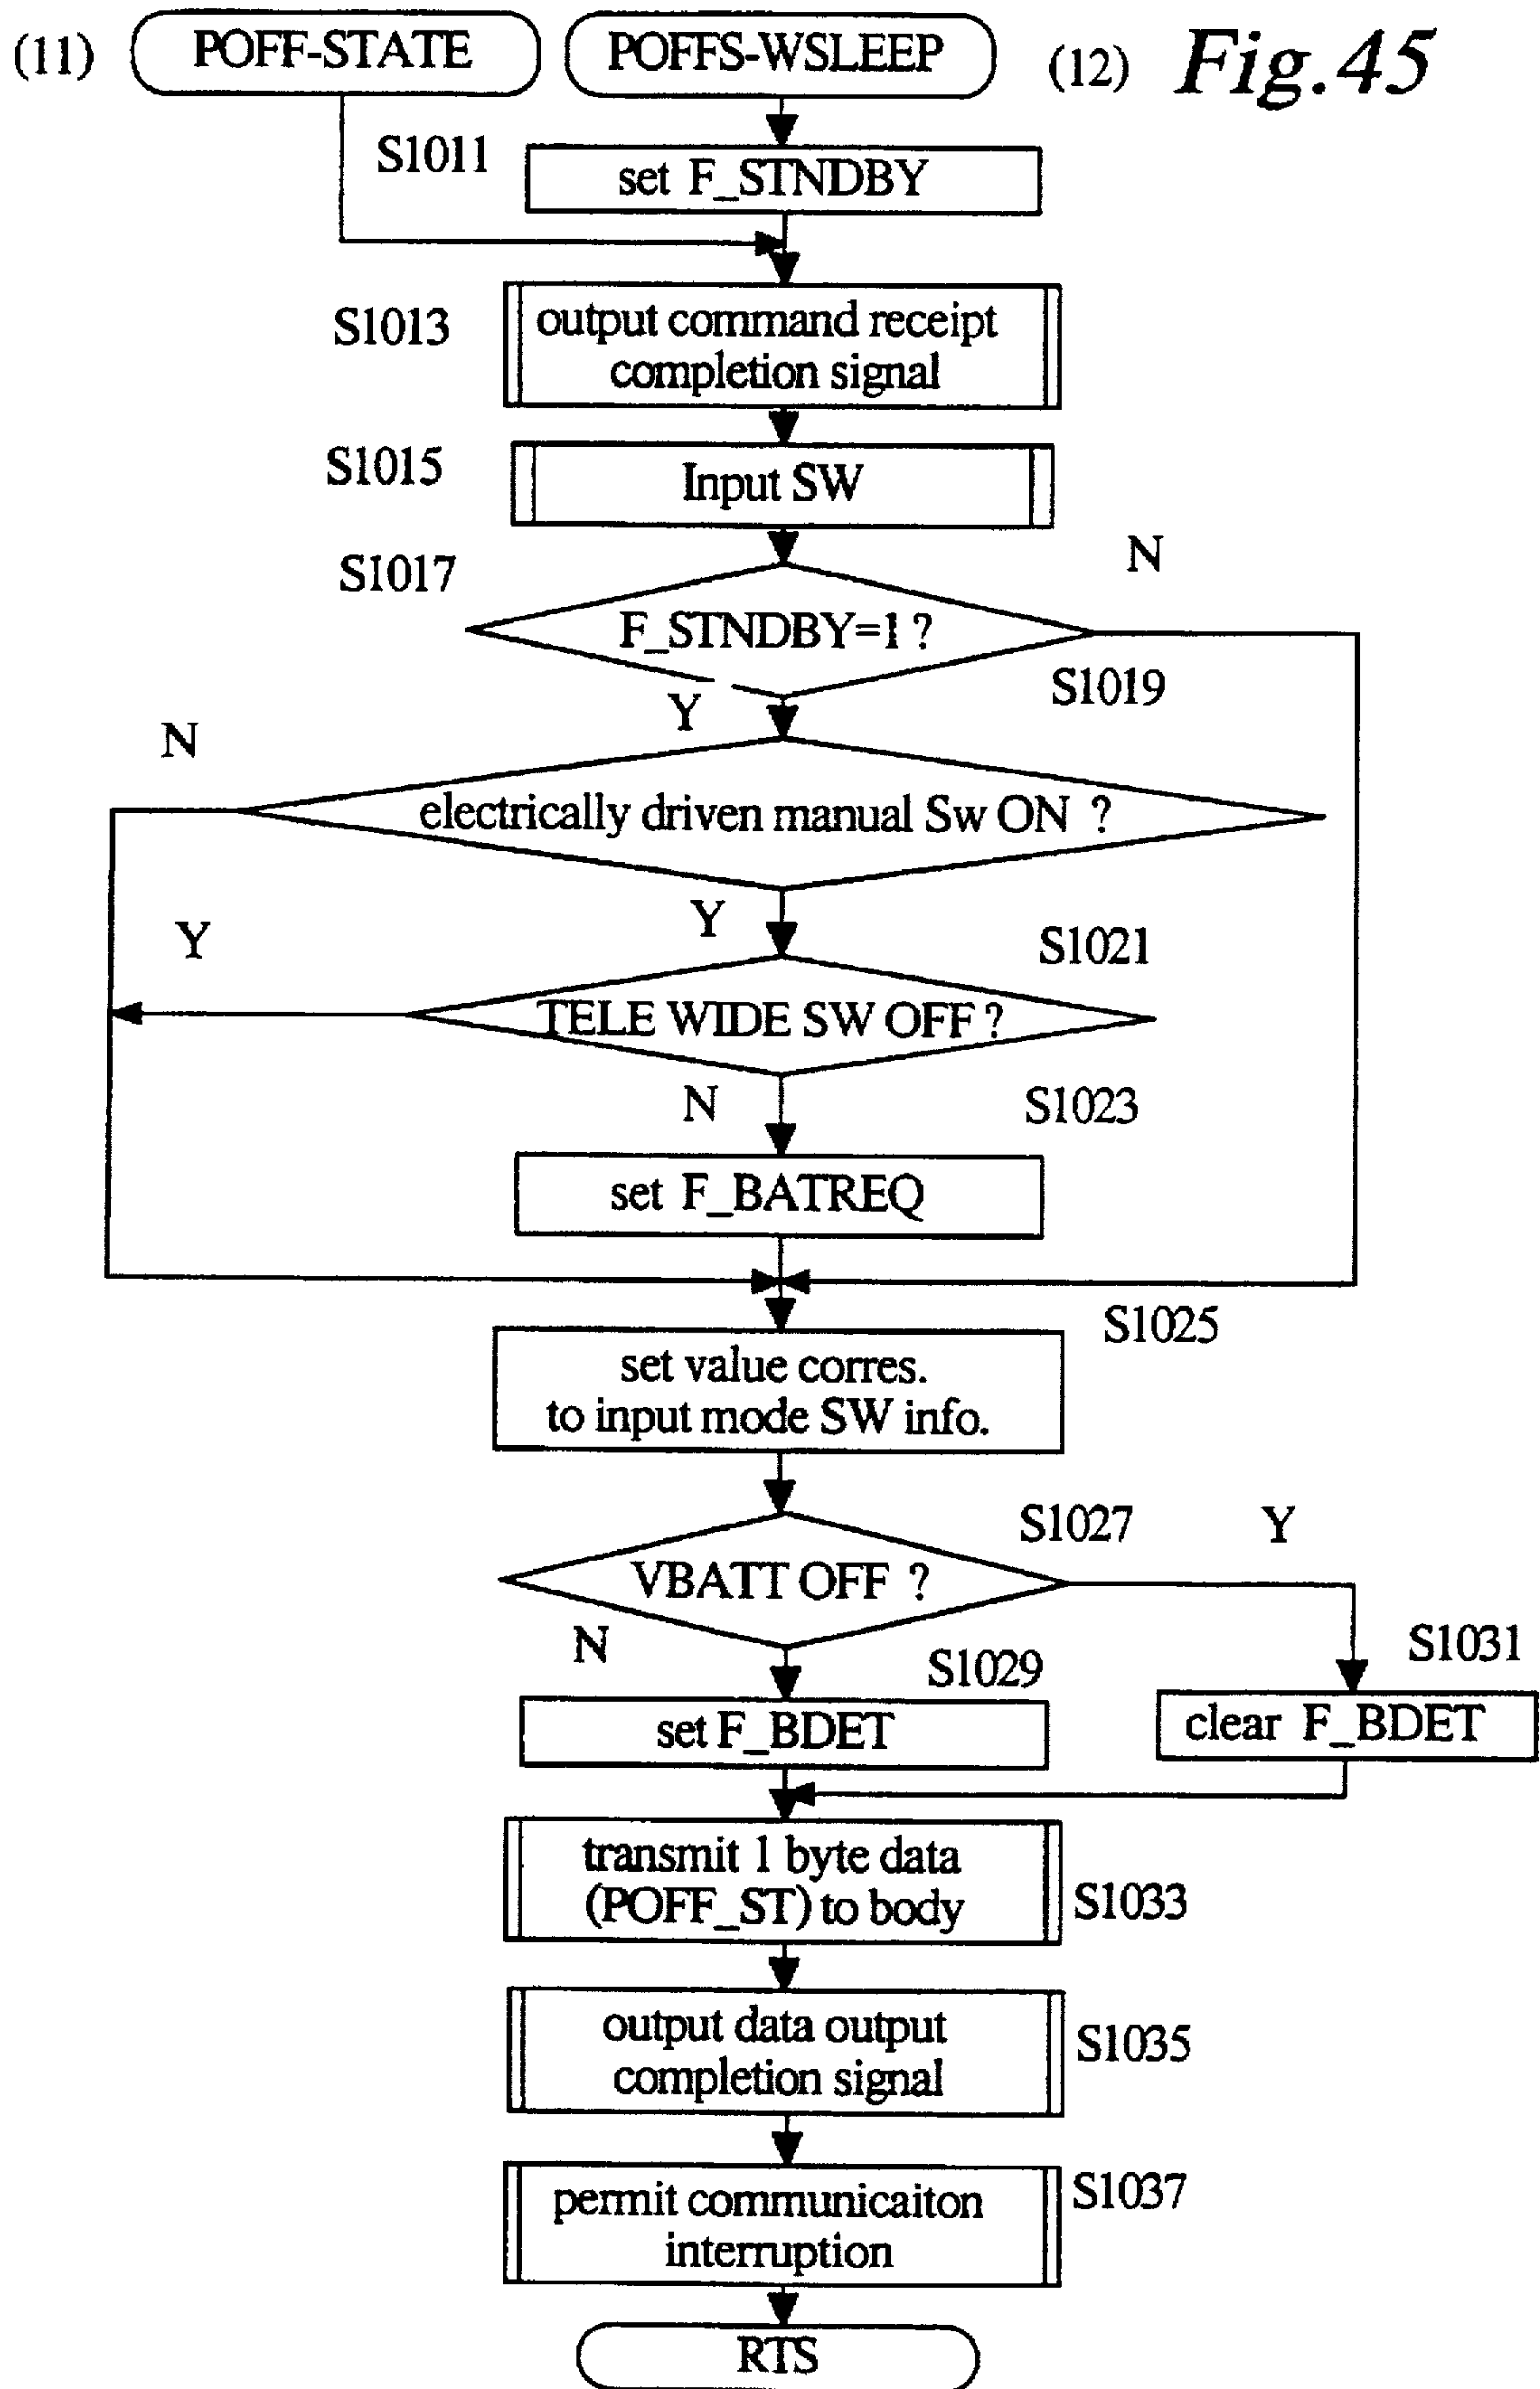 (11) POFF-STATE POFFS-WSLEEP (12) Fig.45
S1011
set F_STNDBY
S1013
output command receipt
completion signal
S1015
Input SW
S1017
N
F_STNDBY=1 ?
S1019
Y
N
electrically driven manual Sw ON ?
Y
Y
S1021
TELE WIDE SW OFF ?
N
S1023
set F_BATREQ
S1025
set value corres.
to input mode SW info.
S1027
Y
VBATT OFF ?
N
S1029
S1031
set F_BDET
clear F_BDET
transmit 1 byte data
(POFF_ST) to body
S1033
output data output
completion signal
S1035
permit communicaiton
interruption
S1037
RTS